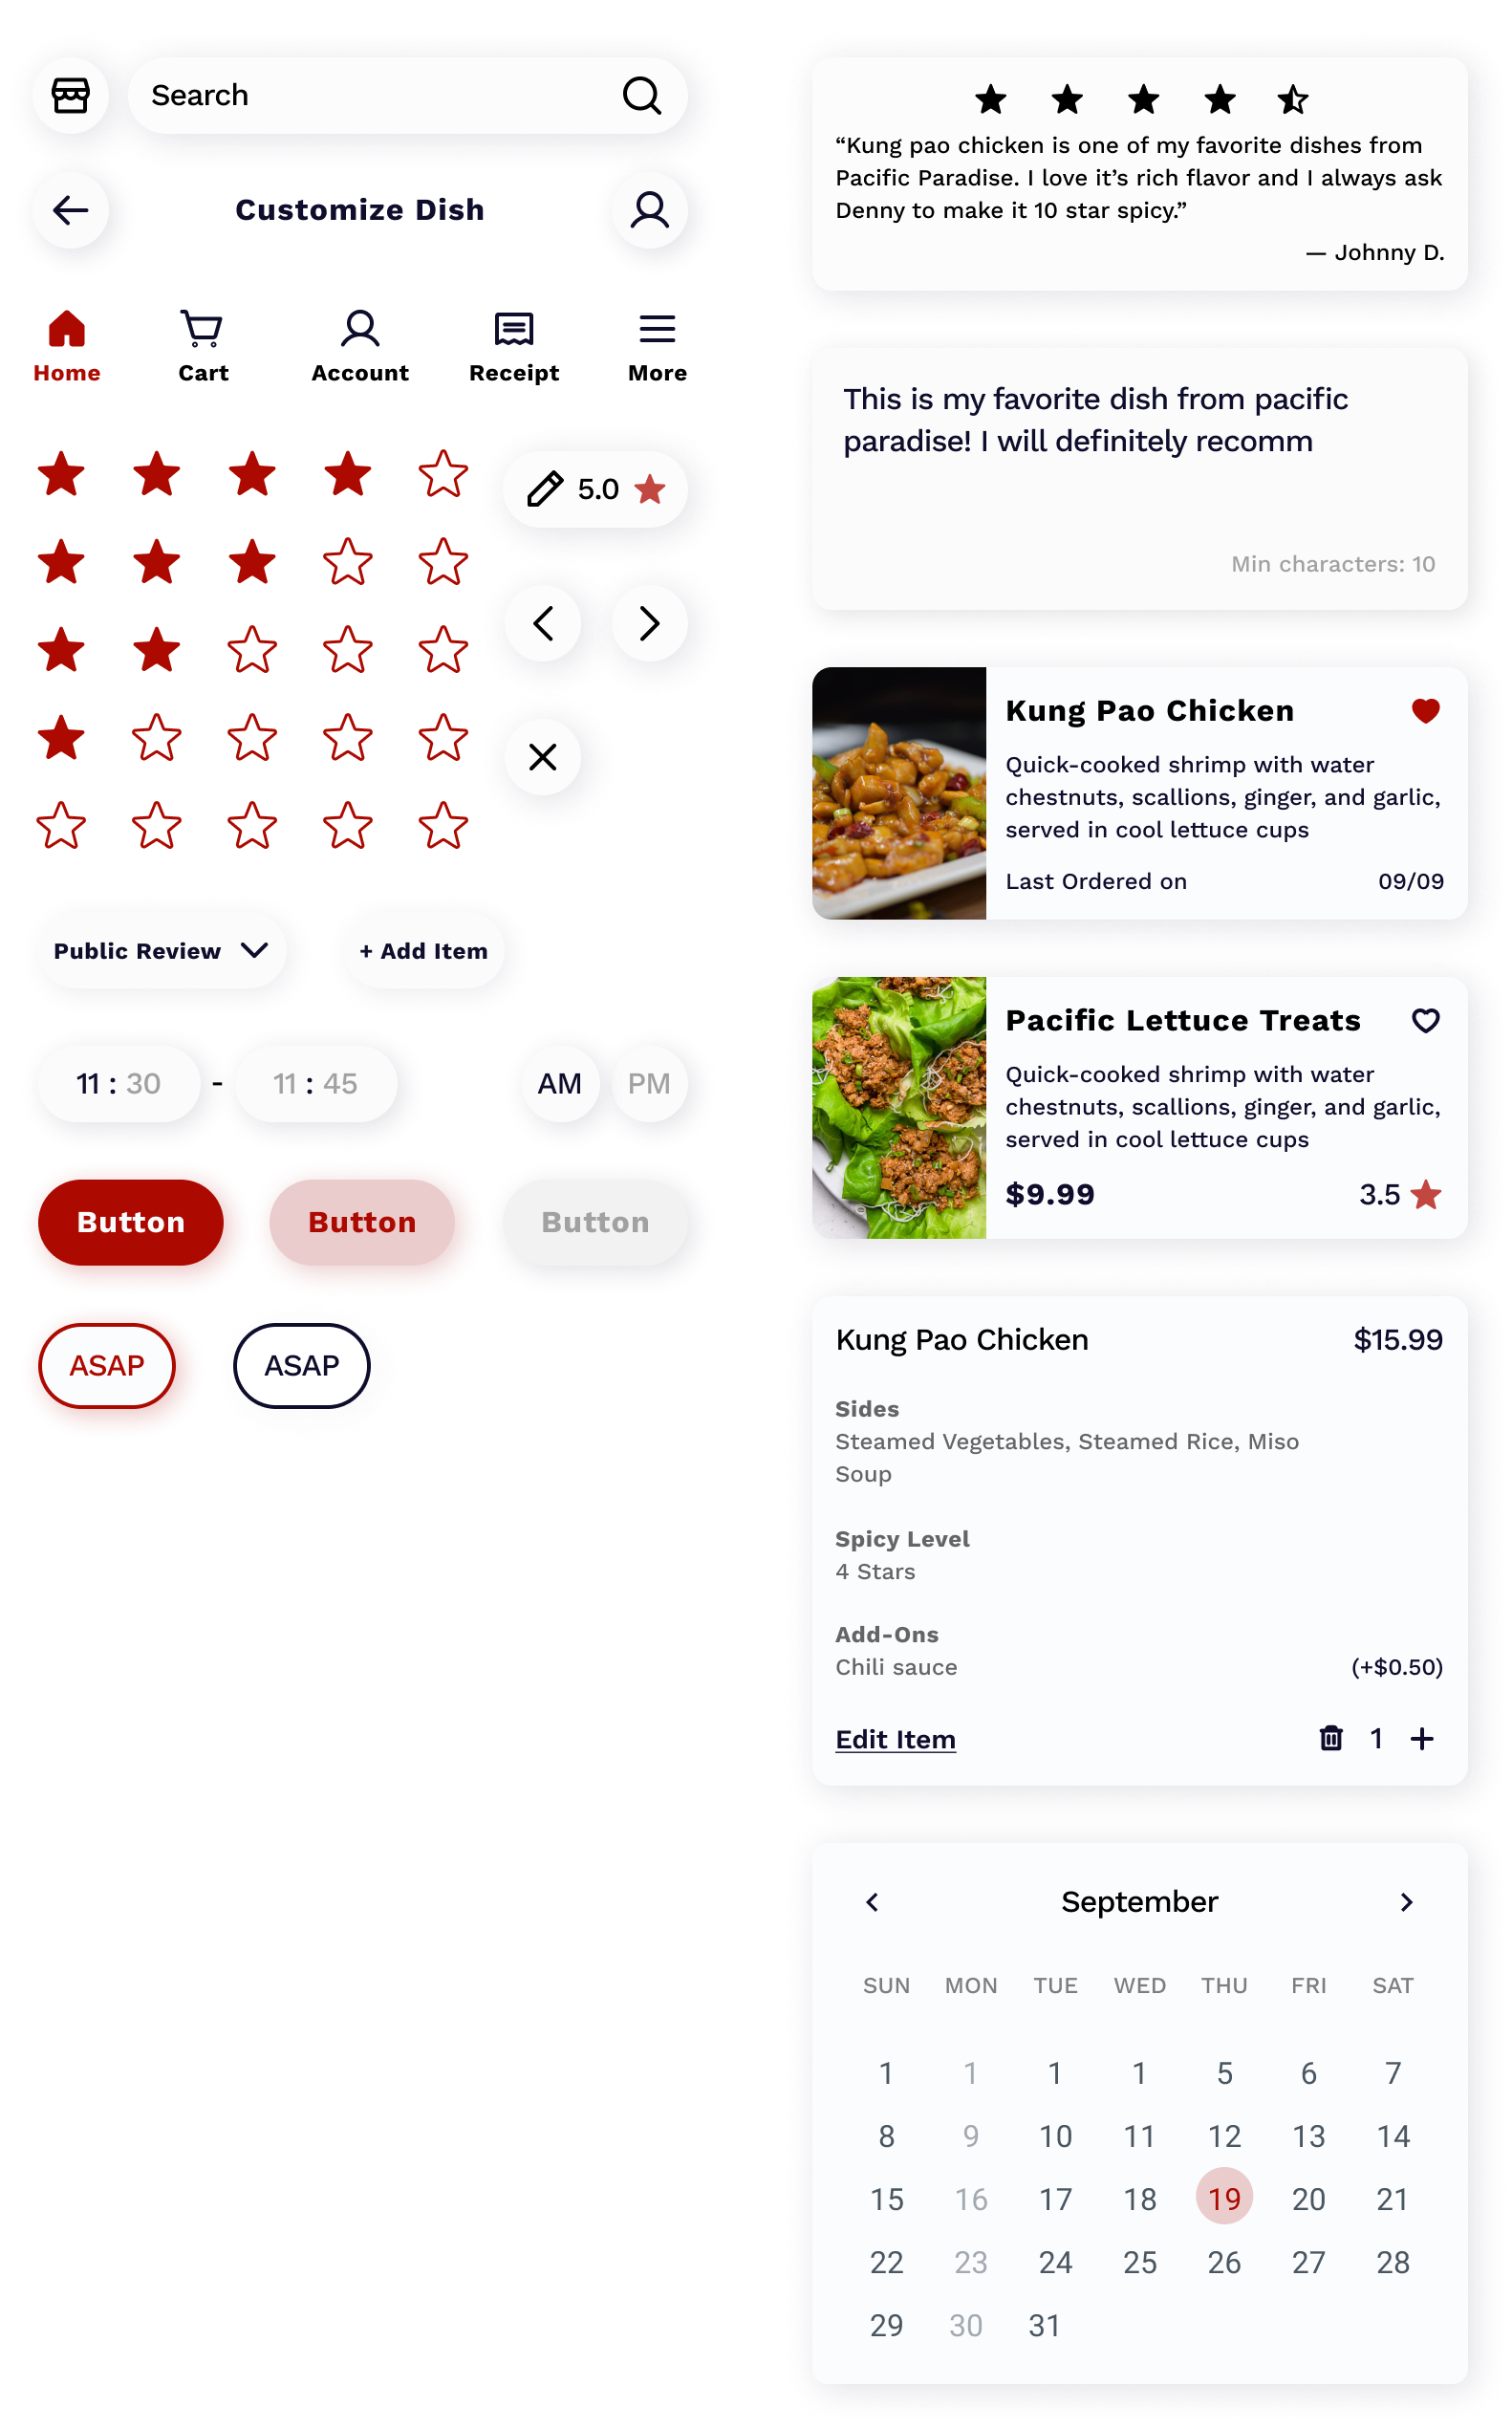 Search
Customize Dish
Home
Cart
Account
Receipt
More
5.0
Public Review
+ Add Item
11 : 30 - 11 : 45
AM
PM
Button
Button
Button
ASAP
ASAP
“Kung pao chicken is one of my favorite dishes from
Pacific Paradise. I love it’s rich flavor and I always ask
Denny to make it 10 star spicy.”
— Johnny D.
This is my favorite dish from pacific
paradise! I will definitely recomm
Min characters: 10
Kung Pao Chicken
Quick-cooked shrimp with water
chestnuts, scallions, ginger, and garlic,
served in cool lettuce cups
Last Ordered on 09/09
Pacific Lettuce Treats
Quick-cooked shrimp with water
chestnuts, scallions, ginger, and garlic,
served in cool lettuce cups
$9.99 3.5
Kung Pao Chicken $15.99
Sides
Steamed Vegetables, Steamed Rice, Miso
Soup
Spicy Level
4 Stars
Add-Ons
Chili sauce (+$0.50)
Edit Item 1 +
September
SUN MON TUE WED THU FRI SAT
1 1 1 1 5 6 7
8 9 10 11 12 13 14
15 16 17 18 19 20 21
22 23 24 25 26 27 28
29 30 31